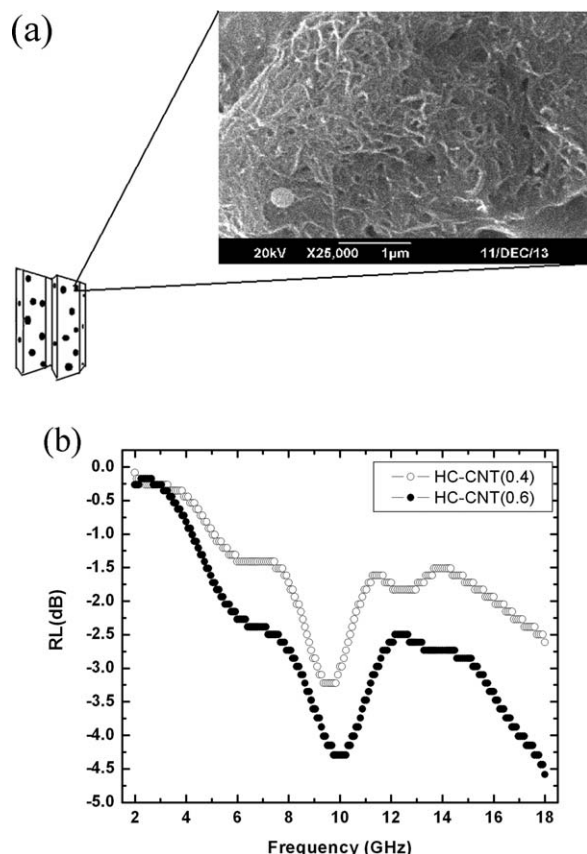 (a)
20kV X25,000 1μm 11/DEC/13
(b)
0.0
-0.5
-1.0
-1.5
-2.0
-2.5
-3.0
-3.5
-4.0
-4.5
-5.0
RL(dB)
HC-CNT(0.4)
HC-CNT(0.6)
2 4 6 8 10 12 14 16 18
Frequency (GHz)